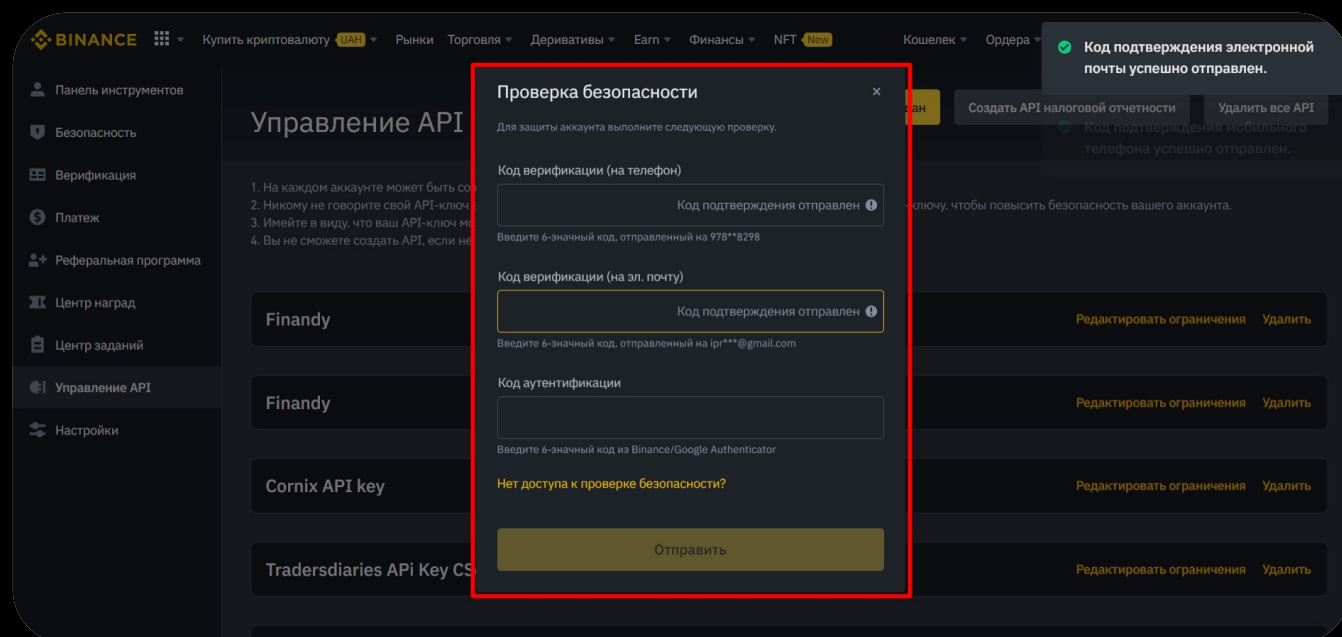 BINANCE
Купить криптовалюту UAH
Рынки
Торговля
Деривативы
Earn
Финансы
NFT New
Кошелек
Ордера
Код подтверждения электронной
почты успешно отправлен.
Код подтверждения мобильного
телефона успешно отправлен.
Панель инструментов
Безопасность
Верификация
Платеж
Реферальная программа
Центр наград
Центр заданий
Управление API
Настройки
Управление API
Создать API налоговой отчетности
Удалить все API
1. На каждом аккаунте может быть
2. Никому не говорите свой API-ключ
ключу, чтобы повысить безопасность вашего аккаунта.
3. Имейте в виду, что ваш API-ключ
4. Вы не сможете создать API, если не
Finandy
Редактировать ограничения Удалить
Finandy
Редактировать ограничения Удалить
Cornix API key
Редактировать ограничения Удалить
Tradersdiaries APi Key CS
Редактировать ограничения Удалить
Проверка безопасности
Для защиты аккаунта выполните следующую проверку.
Код верификации (на телефон)
Код подтверждения отправлен
Введите 6-значный код, отправленный на 978**8298
Код верификации (на эл. почту)
Код подтверждения отправлен
Введите 6-значный код, отправленный на ipr***@gmail.com
Код аутентификации
Введите 6-значный код из Binance/Google Authenticator
Нет доступа к проверке безопасности?
Отправить